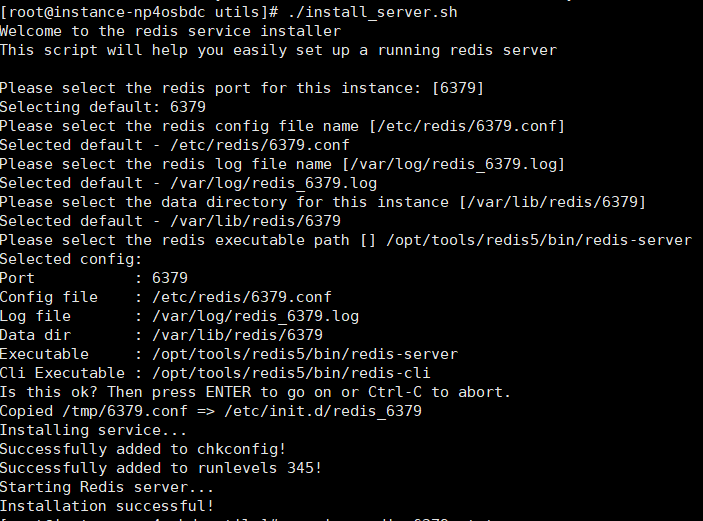 [root@instance-np4osbdc utils]# ./install_server.sh
Welcome to the redis service installer
This script will help you easily set up a running redis server
Please select the redis port for this instance: [6379]
Selecting default: 6379
Please select the redis config file name [/etc/redis/6379.conf]
Selected default - /etc/redis/6379.conf
Please select the redis log file name [/var/log/redis_6379.log]
Selected default - /var/log/redis_6379.log
Please select the data directory for this instance [/var/lib/redis/6379]
Selected default - /var/lib/redis/6379
Please select the redis executable path [] /opt/tools/redis5/bin/redis-server
Selected config:
Port           : 6379
Config file    : /etc/redis/6379.conf
Log file       : /var/log/redis_6379.log
Data dir       : /var/lib/redis/6379
Executable     : /opt/tools/redis5/bin/redis-server
Cli Executable : /opt/tools/redis5/bin/redis-cli
Is this ok? Then press ENTER to go on or Ctrl-C to abort.
Copied /tmp/6379.conf => /etc/init.d/redis_6379
Installing service...
Successfully added to chkconfig!
Successfully added to runlevels 345!
Starting Redis server...
Installation successful!